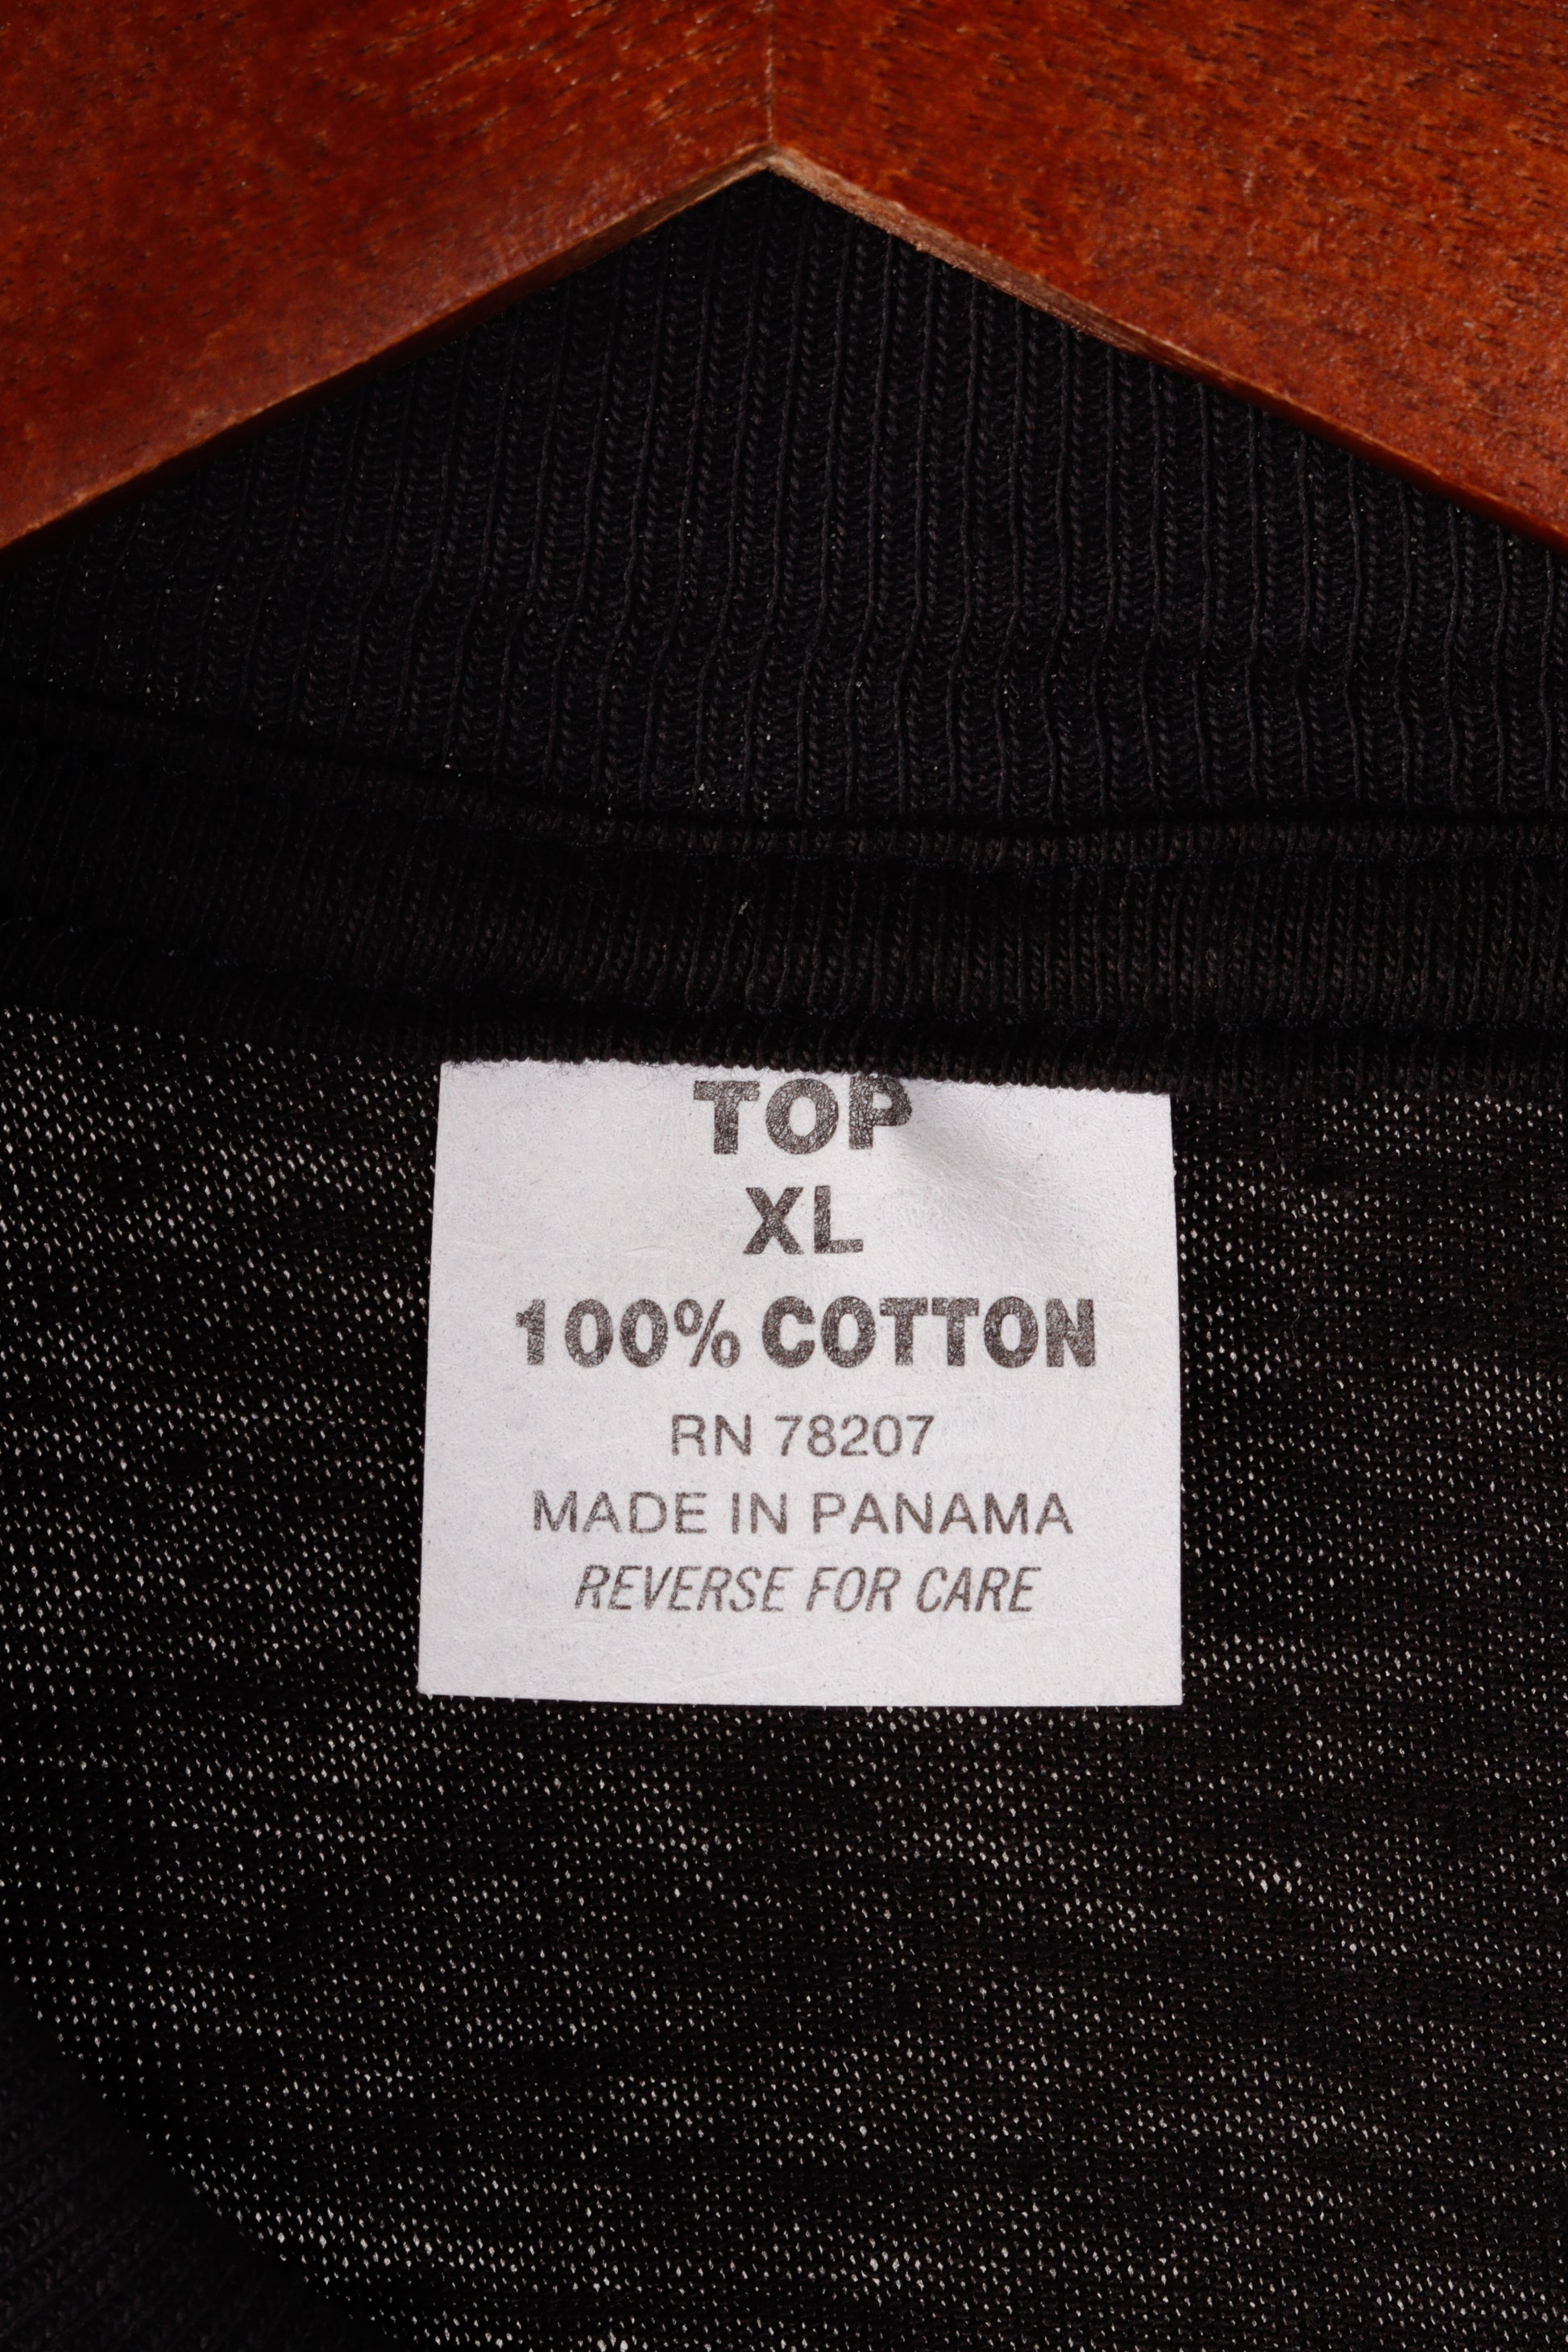 TOP
XL
100% COTTON
RN 78207
MADE IN PANAMA
REVERSE FOR CARE